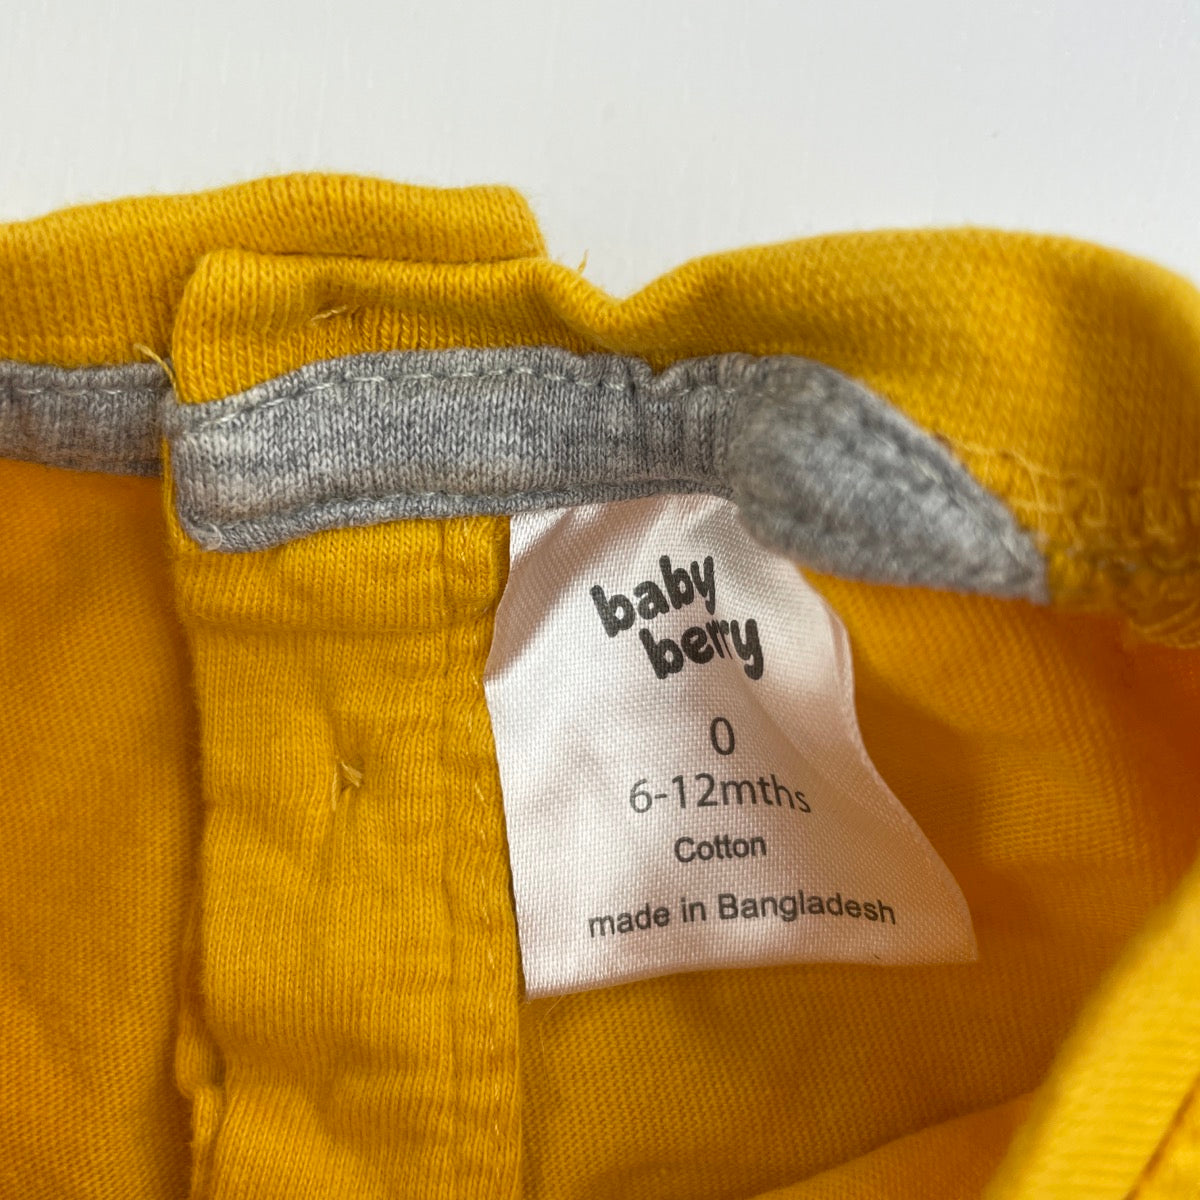 baby
berry
0
6-12mths
Cotton
made in Bangladesh